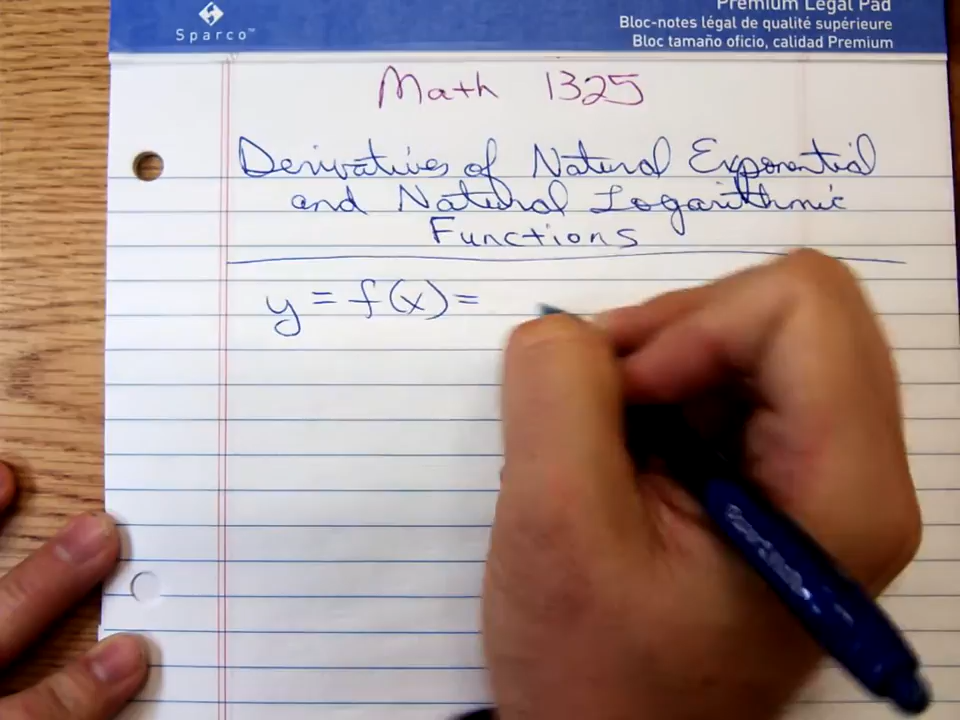 Sparco™
Premium Legal Pad
Bloc-notes légal de qualité supérieure
Bloc tamaño oficio, calidad Premium
Math 1325
Derivatives of Natural Exponential
and Natural Logarithmic
Functions
y = f(x) =